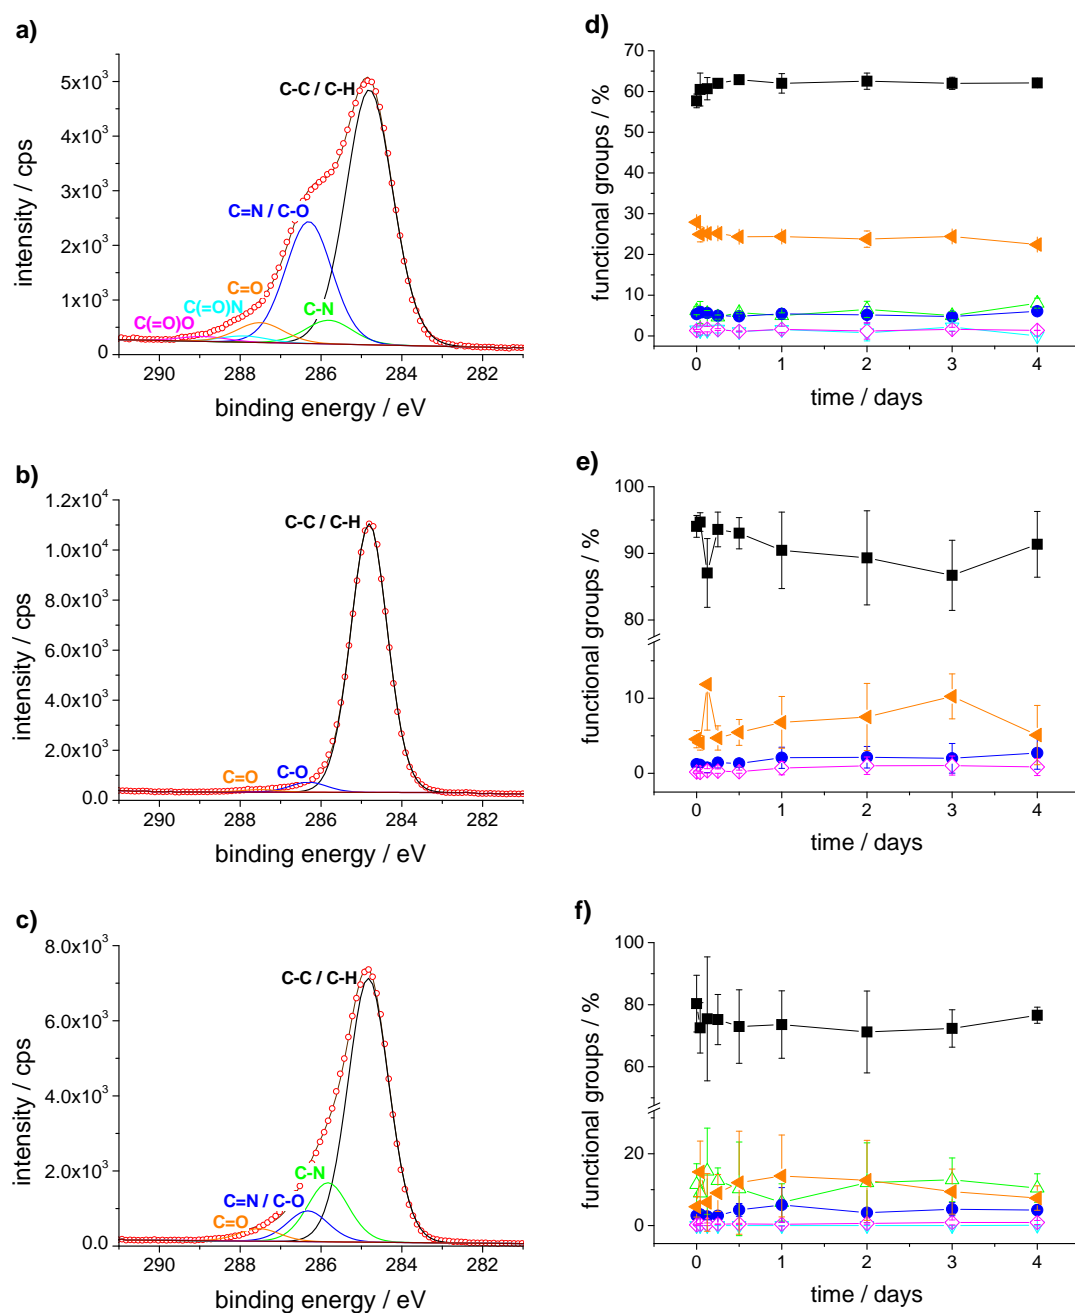 a)
5x10³
4x10³
3x10³
2x10³
1x10³
0
intensity / cps
C-C / C-H
C=N / C-O
C=O
C(=O)N
C(=O)O
C-N
290 288 286 284 282
binding energy / eV
d)
70
60
50
40
30
20
10
0
functional groups / %
0 1 2 3 4
time / days
b)
1.2x10⁴
1.0x10⁴
8.0x10³
6.0x10³
4.0x10³
2.0x10³
0.0
intensity / cps
C-C / C-H
C=O
C-O
290 288 286 284 282
binding energy / eV
e)
100
90
80
10
0
functional groups / %
0 1 2 3 4
time / days
c)
8.0x10³
6.0x10³
4.0x10³
2.0x10³
0.0
intensity / cps
C-C / C-H
C-N
C=N / C-O
C=O
290 288 286 284 282
binding energy / eV
f)
100
80
60
20
10
0
functional groups / %
0 1 2 3 4
time / days